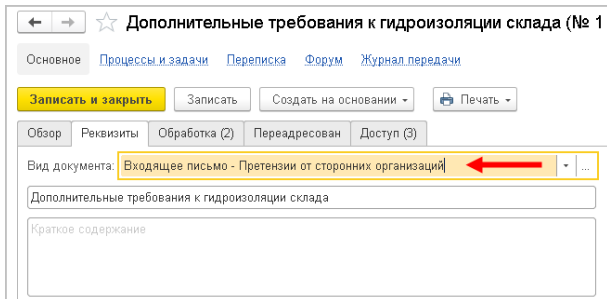 Дополнительные требования к гидроизоляции склада (№ 1
Основное Процессы и задачи Переписка Форум Журнал передачи
Записать и закрыть Записать Создать на основании Печать
Обзор Реквизиты Обработка (2) Переадресован Доступ (3)
Вид документа: Входящее письмо - Претензии от сторонних организаций ...
Дополнительные требования к гидроизоляции склада
Краткое содержание